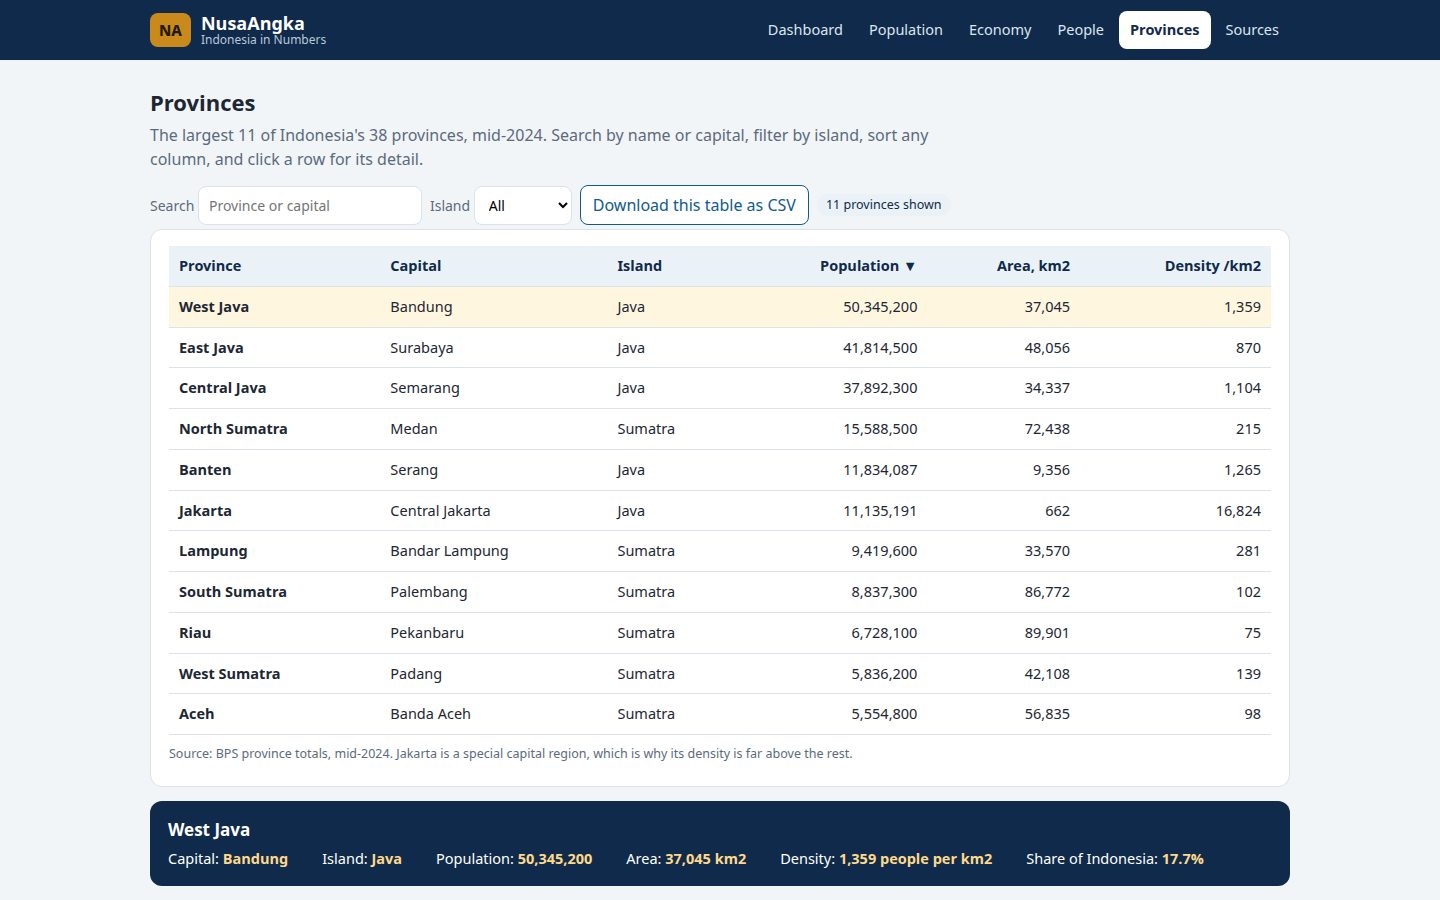 NA
NusaAngka
Indonesia in Numbers
Dashboard Population Economy People Provinces Sources
Provinces
The largest 11 of Indonesia's 38 provinces, mid-2024. Search by name or capital, filter by island, sort any
column, and click a row for its detail.
Search Province or capital Island All Download this table as CSV 11 provinces shown
Province Capital Island Population ▼ Area, km2 Density /km2
West Java Bandung Java 50,345,200 37,045 1,359
East Java Surabaya Java 41,814,500 48,056 870
Central Java Semarang Java 37,892,300 34,337 1,104
North Sumatra Medan Sumatra 15,588,500 72,438 215
Banten Serang Java 11,834,087 9,356 1,265
Jakarta Central Jakarta Java 11,135,191 662 16,824
Lampung Bandar Lampung Sumatra 9,419,600 33,570 281
South Sumatra Palembang Sumatra 8,837,300 86,772 102
Riau Pekanbaru Sumatra 6,728,100 89,901 75
West Sumatra Padang Sumatra 5,836,200 42,108 139
Aceh Banda Aceh Sumatra 5,554,800 56,835 98
Source: BPS province totals, mid-2024. Jakarta is a special capital region, which is why its density is far above the rest.
West Java
Capital: Bandung Island: Java Population: 50,345,200 Area: 37,045 km2 Density: 1,359 people per km2 Share of Indonesia: 17.7%